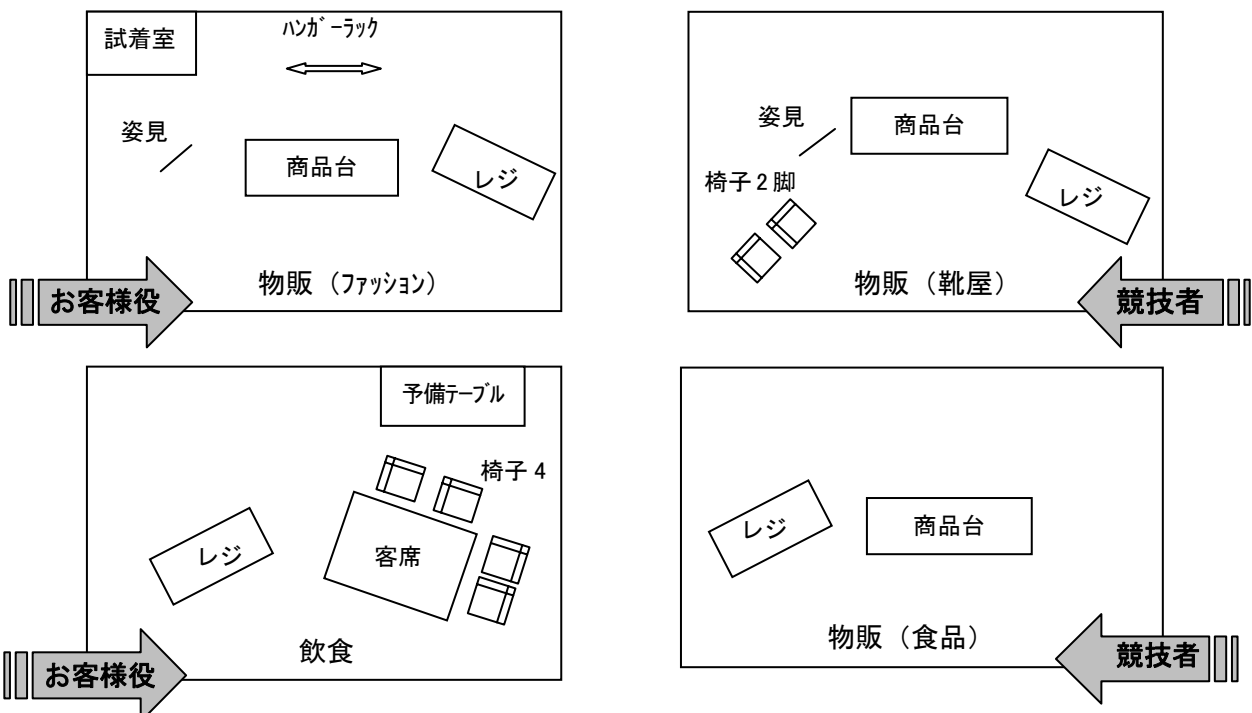 試着室
ﾊﾝｶﾞｰﾗｯｸ
姿見
商品台
レジ
物販（ﾌｧｯｼｮﾝ）
お客様役
姿見
商品台
椅子２脚
レジ
物販（靴屋）
競技者
予備ﾃｰﾌﾞﾙ
椅子４
レジ
客席
飲食
お客様役
レジ
商品台
物販（食品）
競技者